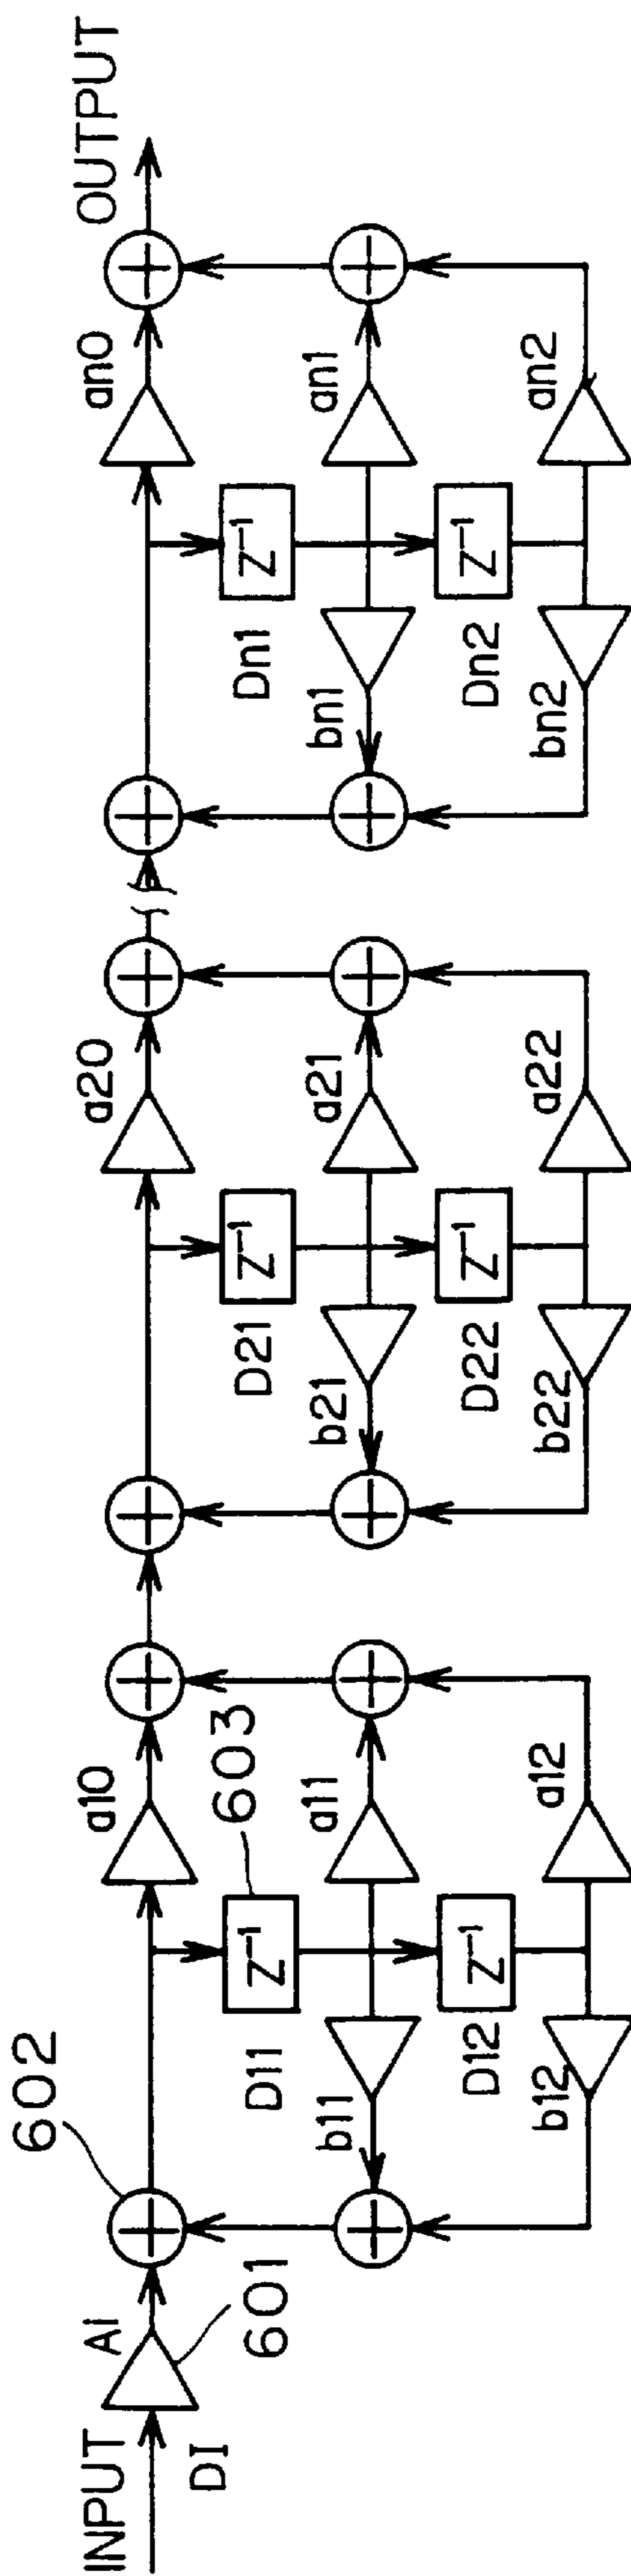 INPUT
DI
Ai
601
602
a10
603
Z⁻¹
D11
b11
a11
Z⁻¹
D12
b12
a12
a20
Z⁻¹
D21
b21
a21
Z⁻¹
D22
b22
a22
an0
Z⁻¹
Dn1
bn1
an1
Z⁻¹
Dn2
bn2
an2
OUTPUT